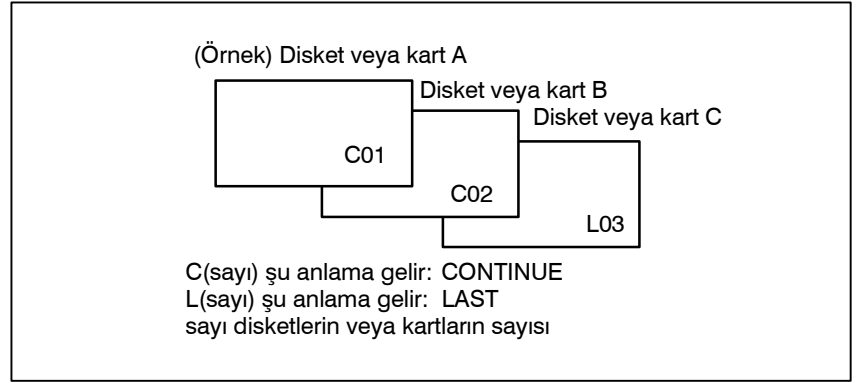 (Örnek) Disket veya kart A
Disket veya kart B
Disket veya kart C
C01
C02
L03
C(sayı) şu anlama gelir: CONTINUE
L(sayı) şu anlama gelir: LAST
sayı disketlerin veya kartların sayısı